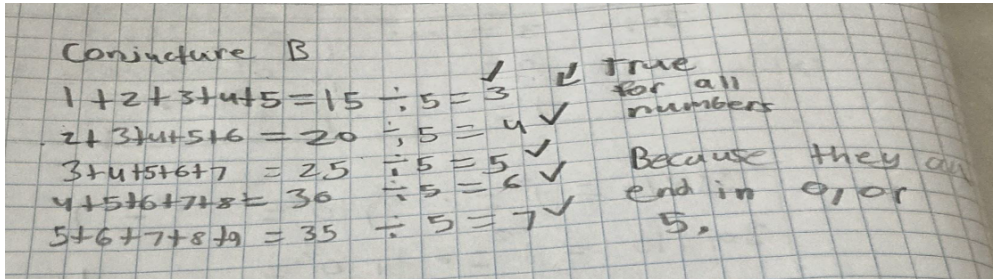 Conjucture B
1+2+3+4+5=15 ÷5=3 ✓ ✓ True
for all
numbers
2+3+4+5+6 = 20 ÷5=4 ✓
3+4+5+6+7 = 25 ÷5=5 ✓
4+5+6+7+8= 30 ÷5=6 ✓
5+6+7+8+9 = 35 ÷ 5=7 ✓
Because they all
end in 0, or
5.